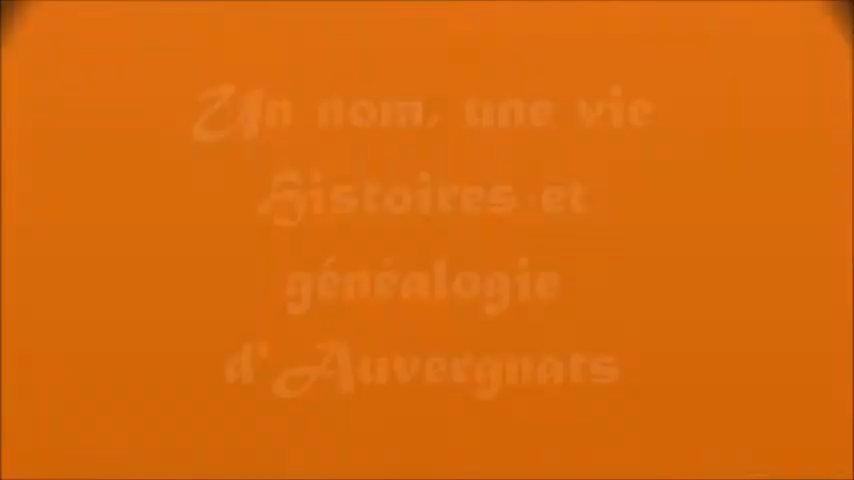 Un nom, une vie
Histoires et
généalogie
d'Auvergnats